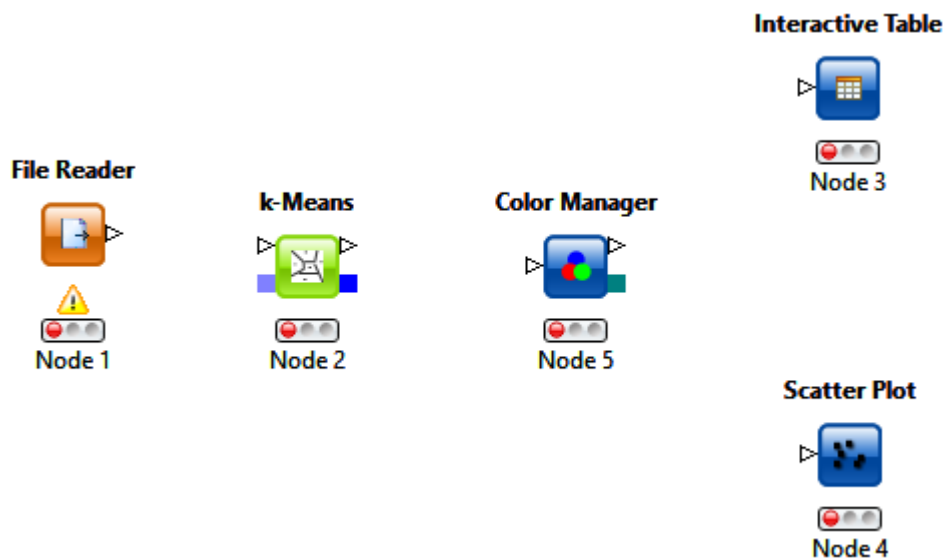 Interactive Table
Node 3
File Reader
Node 1
k-Means
Node 2
Color Manager
Node 5
Scatter Plot
Node 4